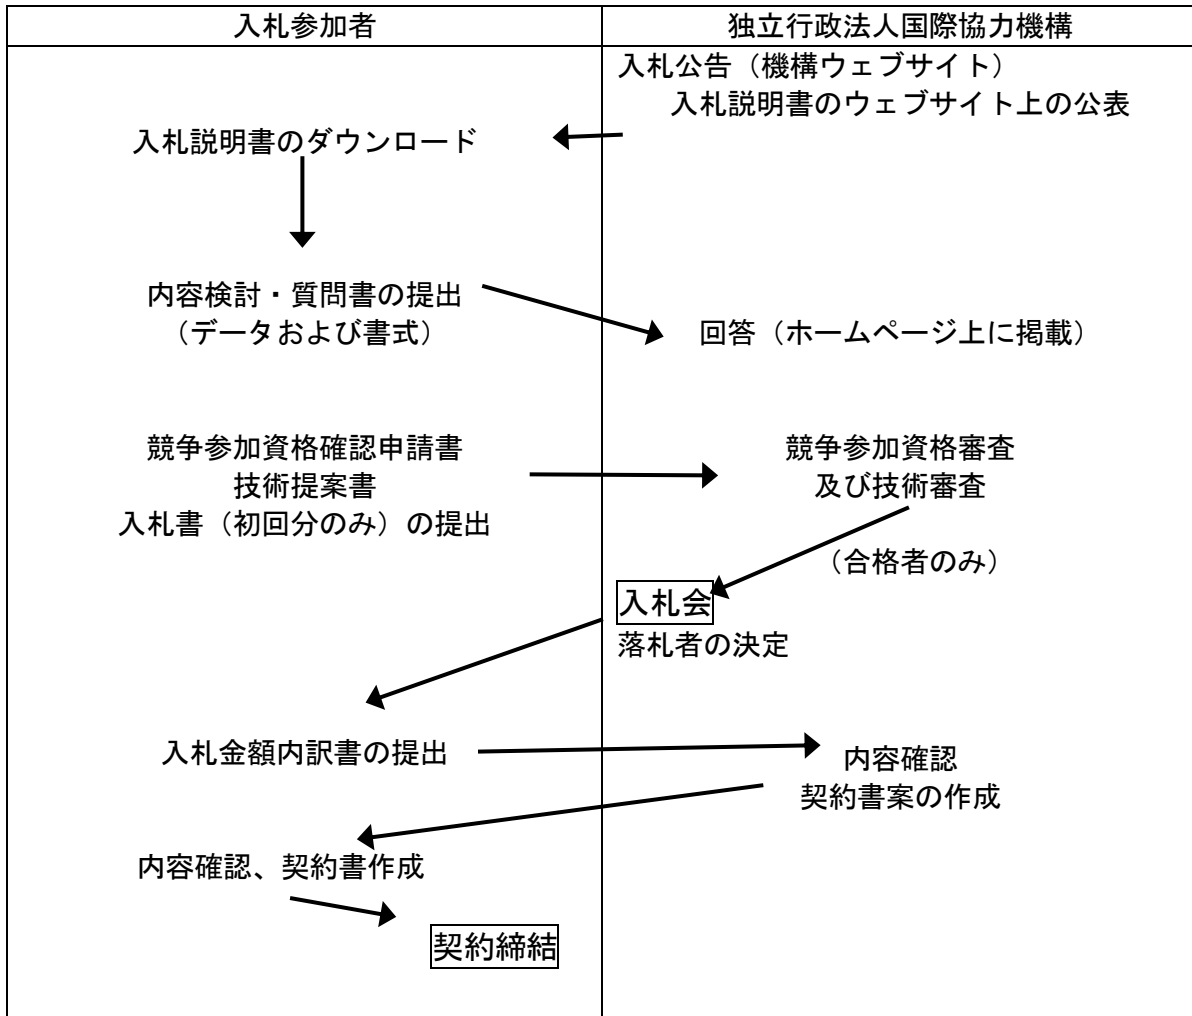 入札参加者
独立行政法人国際協力機構
入札公告（機構ウェブサイト）
入札説明書のウェブサイト上の公表
入札説明書のダウンロード
内容検討・質問書の提出
（データおよび書式）
回答（ホームページ上に掲載）
競争参加資格確認申請書
技術提案書
入札書（初回分のみ）の提出
競争参加資格審査
及び技術審査
（合格者のみ）
入札会
落札者の決定
入札金額内訳書の提出
内容確認
契約書案の作成
内容確認、契約書作成
契約締結